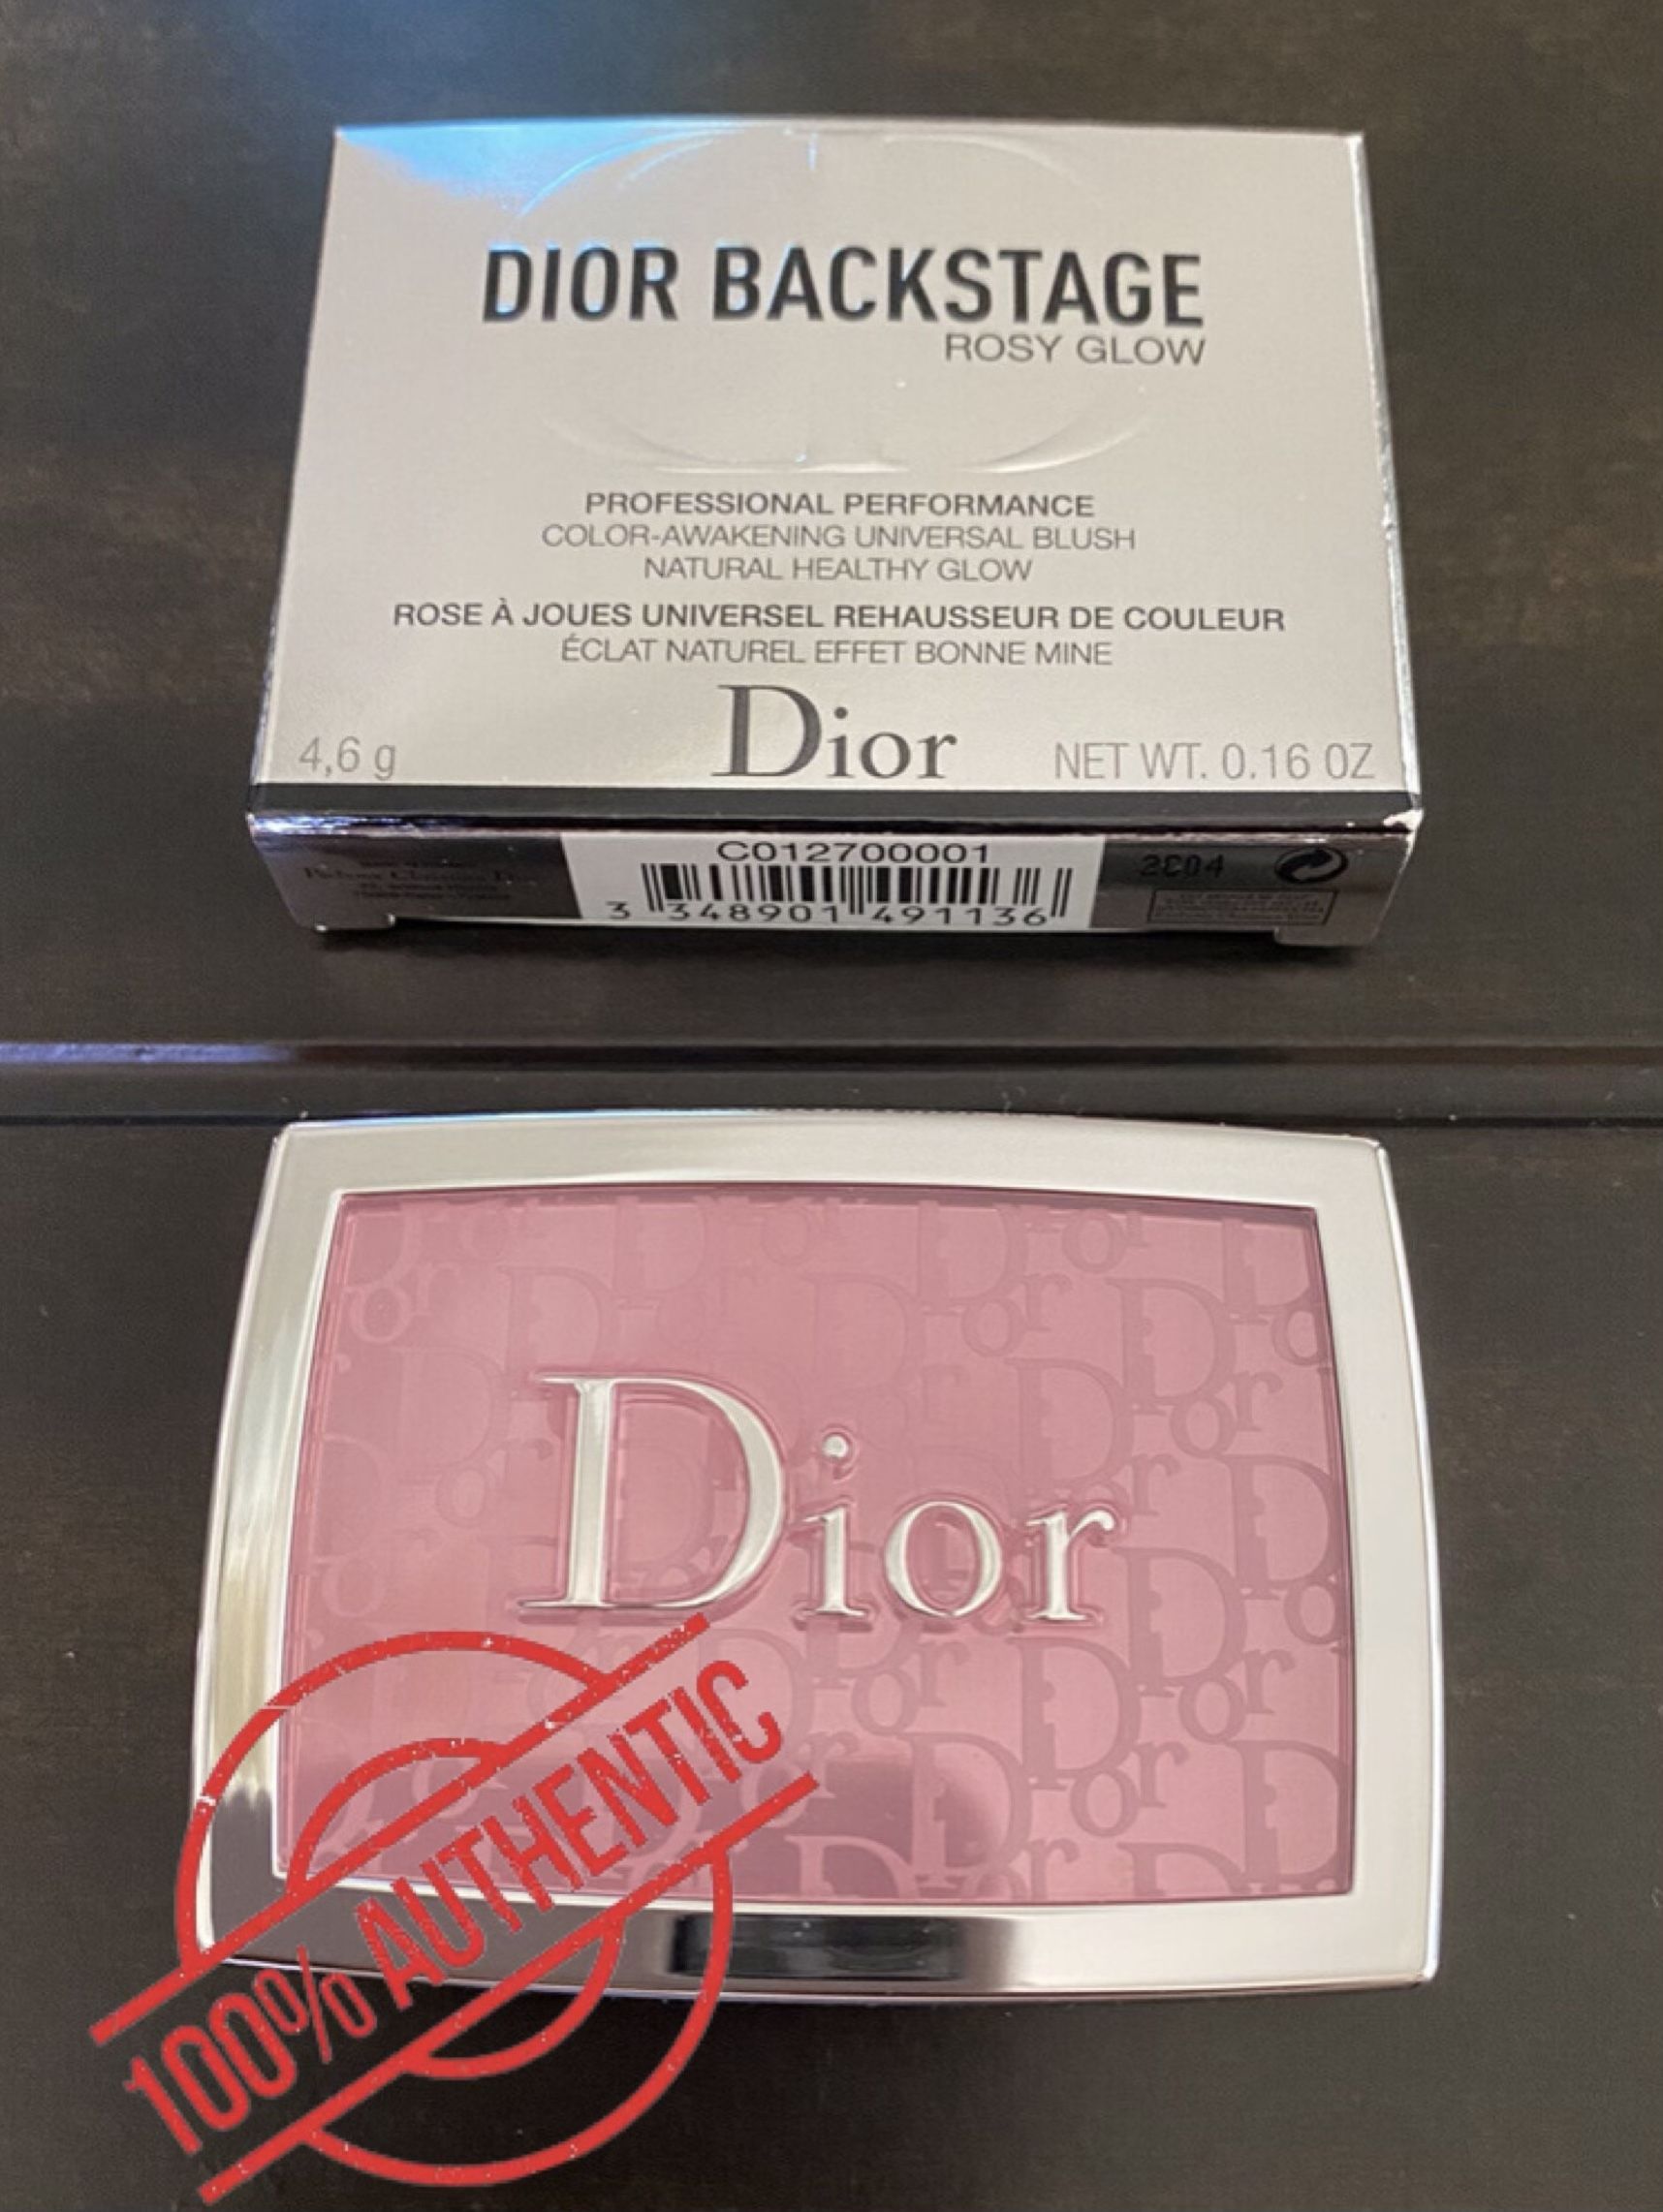 DIOR BACKSTAGE
ROSY GLOW
PROFESSIONAL PERFORMANCE
COLOR-AWAKENING UNIVERSAL BLUSH
NATURAL HEALTHY GLOW
ROSE À JOUES UNIVERSEL REHAUSSEUR DE COULEUR
ÉCLAT NATUREL EFFET BONNE MINE
Dior
4,6 g
NET WT. 0.16 OZ
C012700001
3 348901 491136
Dior
100% AUTHENTIC